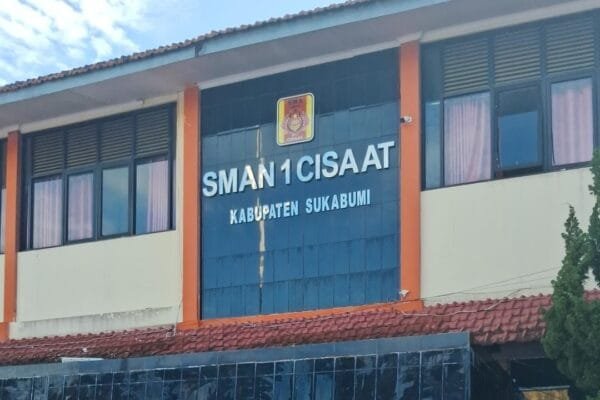 SMAN 1 CISAAT
KABUPATEN SUKABUMI